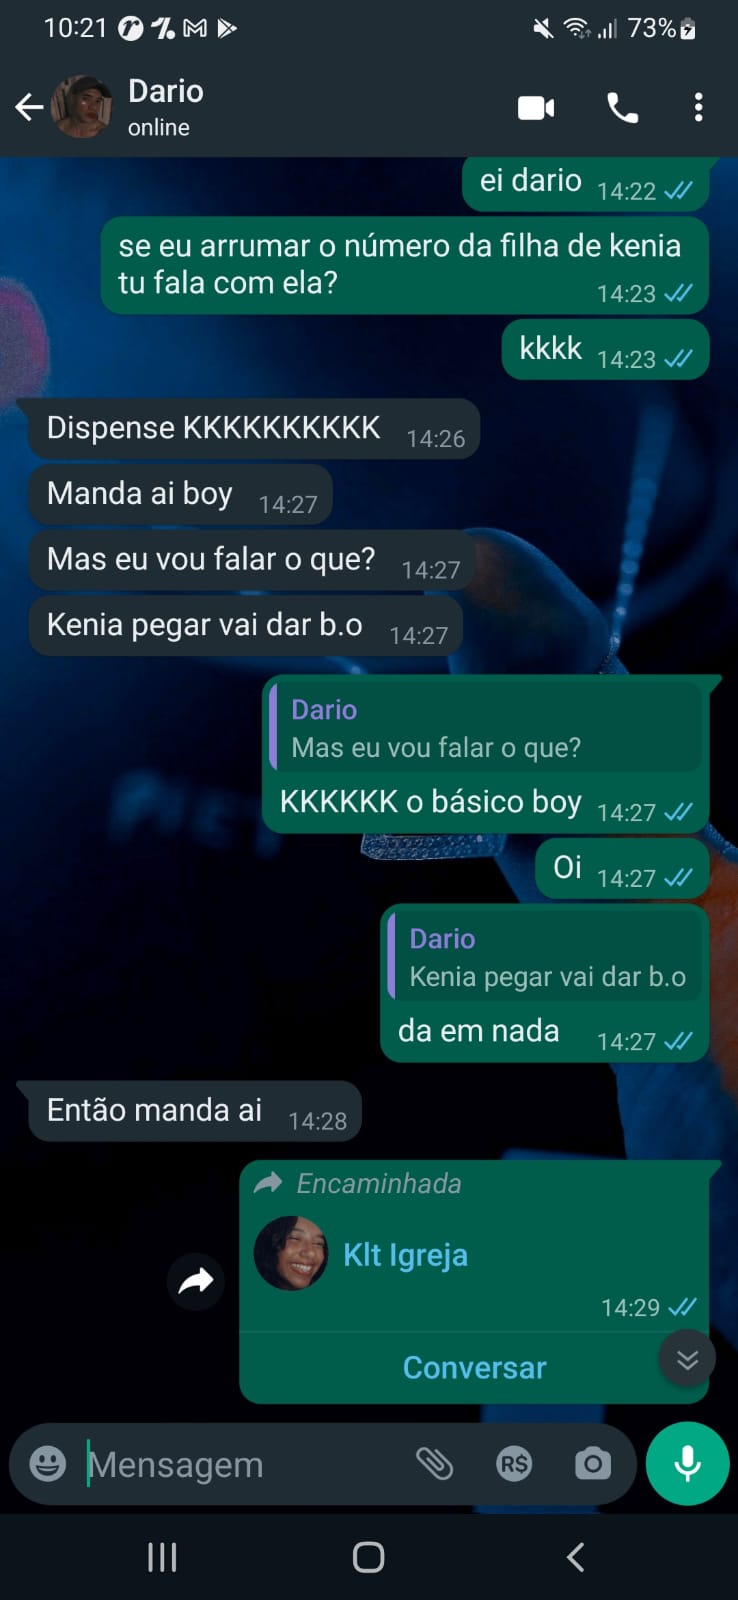 10:21
73%
Dario
online
ei dario 14:22
se eu arrumar o número da filha de kenia
tu fala com ela?
14:23
kkkk 14:23
Dispense KKKKKKKKKK 14:26
Manda ai boy 14:27
Mas eu vou falar o que? 14:27
Kenia pegar vai dar b.o 14:27
Dario
Mas eu vou falar o que?
KKKKKK o básico boy 14:27
Oi 14:27
Dario
Kenia pegar vai dar b.o
da em nada 14:27
Então manda ai 14:28
Encaminhada
Klt Igreja
14:29
Conversar
Mensagem
R$